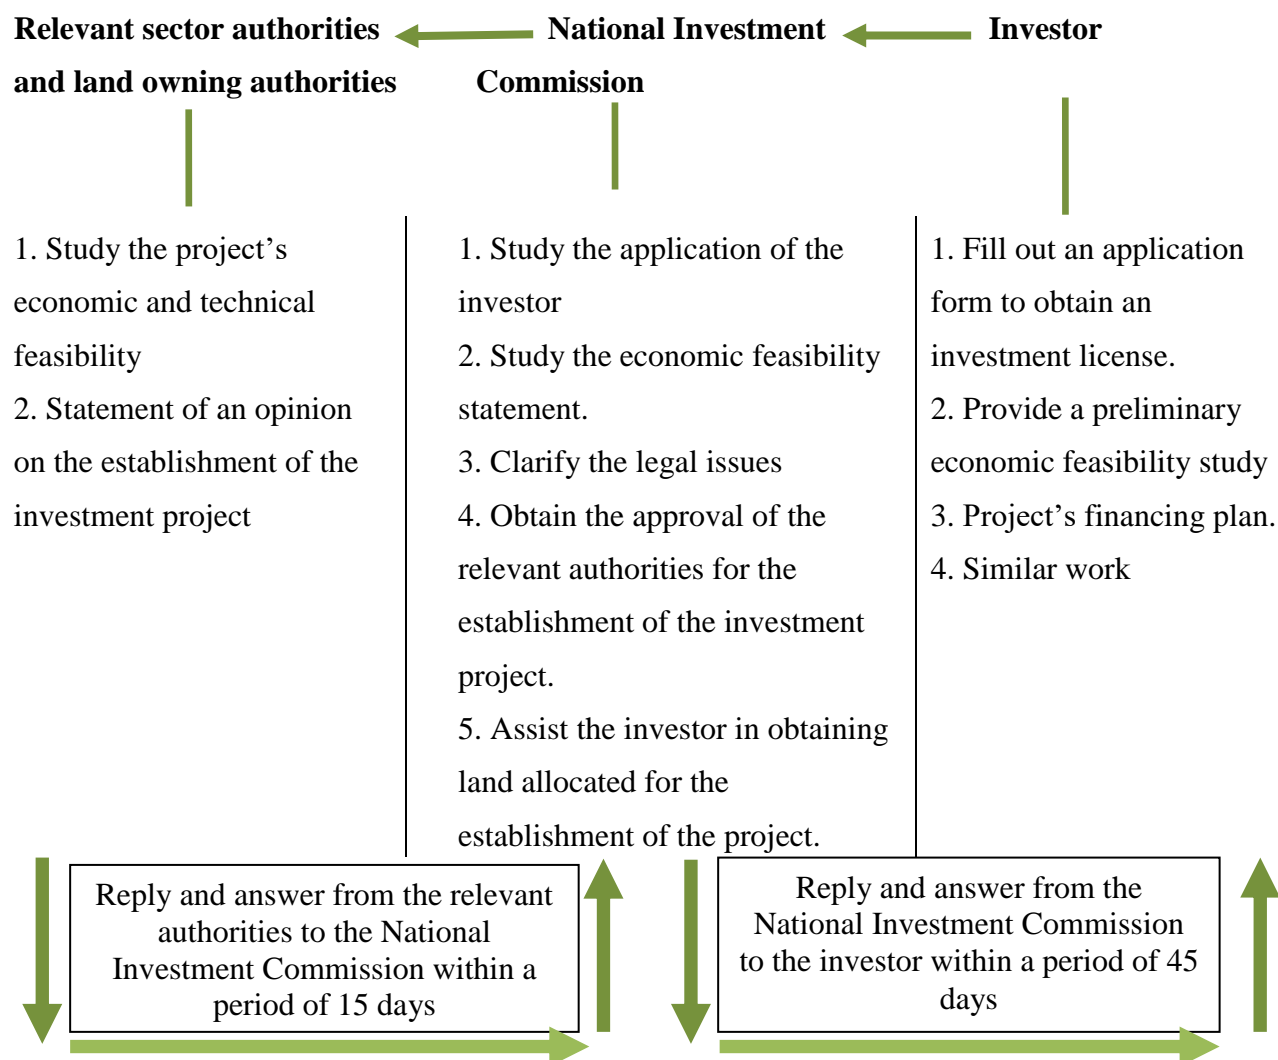 Relevant sector authorities
and land owning authorities
National Investment
Commission
Investor
1. Study the project’s
economic and technical
feasibility
2. Statement of an opinion
on the establishment of the
investment project
1. Study the application of the
investor
2. Study the economic feasibility
statement.
3. Clarify the legal issues
4. Obtain the approval of the
relevant authorities for the
establishment of the investment
project.
5. Assist the investor in obtaining
land allocated for the
establishment of the project.
1. Fill out an application
form to obtain an
investment license.
2. Provide a preliminary
economic feasibility study
3. Project’s financing plan.
4. Similar work
Reply and answer from the relevant
authorities to the National
Investment Commission within a
period of 15 days
Reply and answer from the
National Investment Commission
to the investor within a period of 45
days